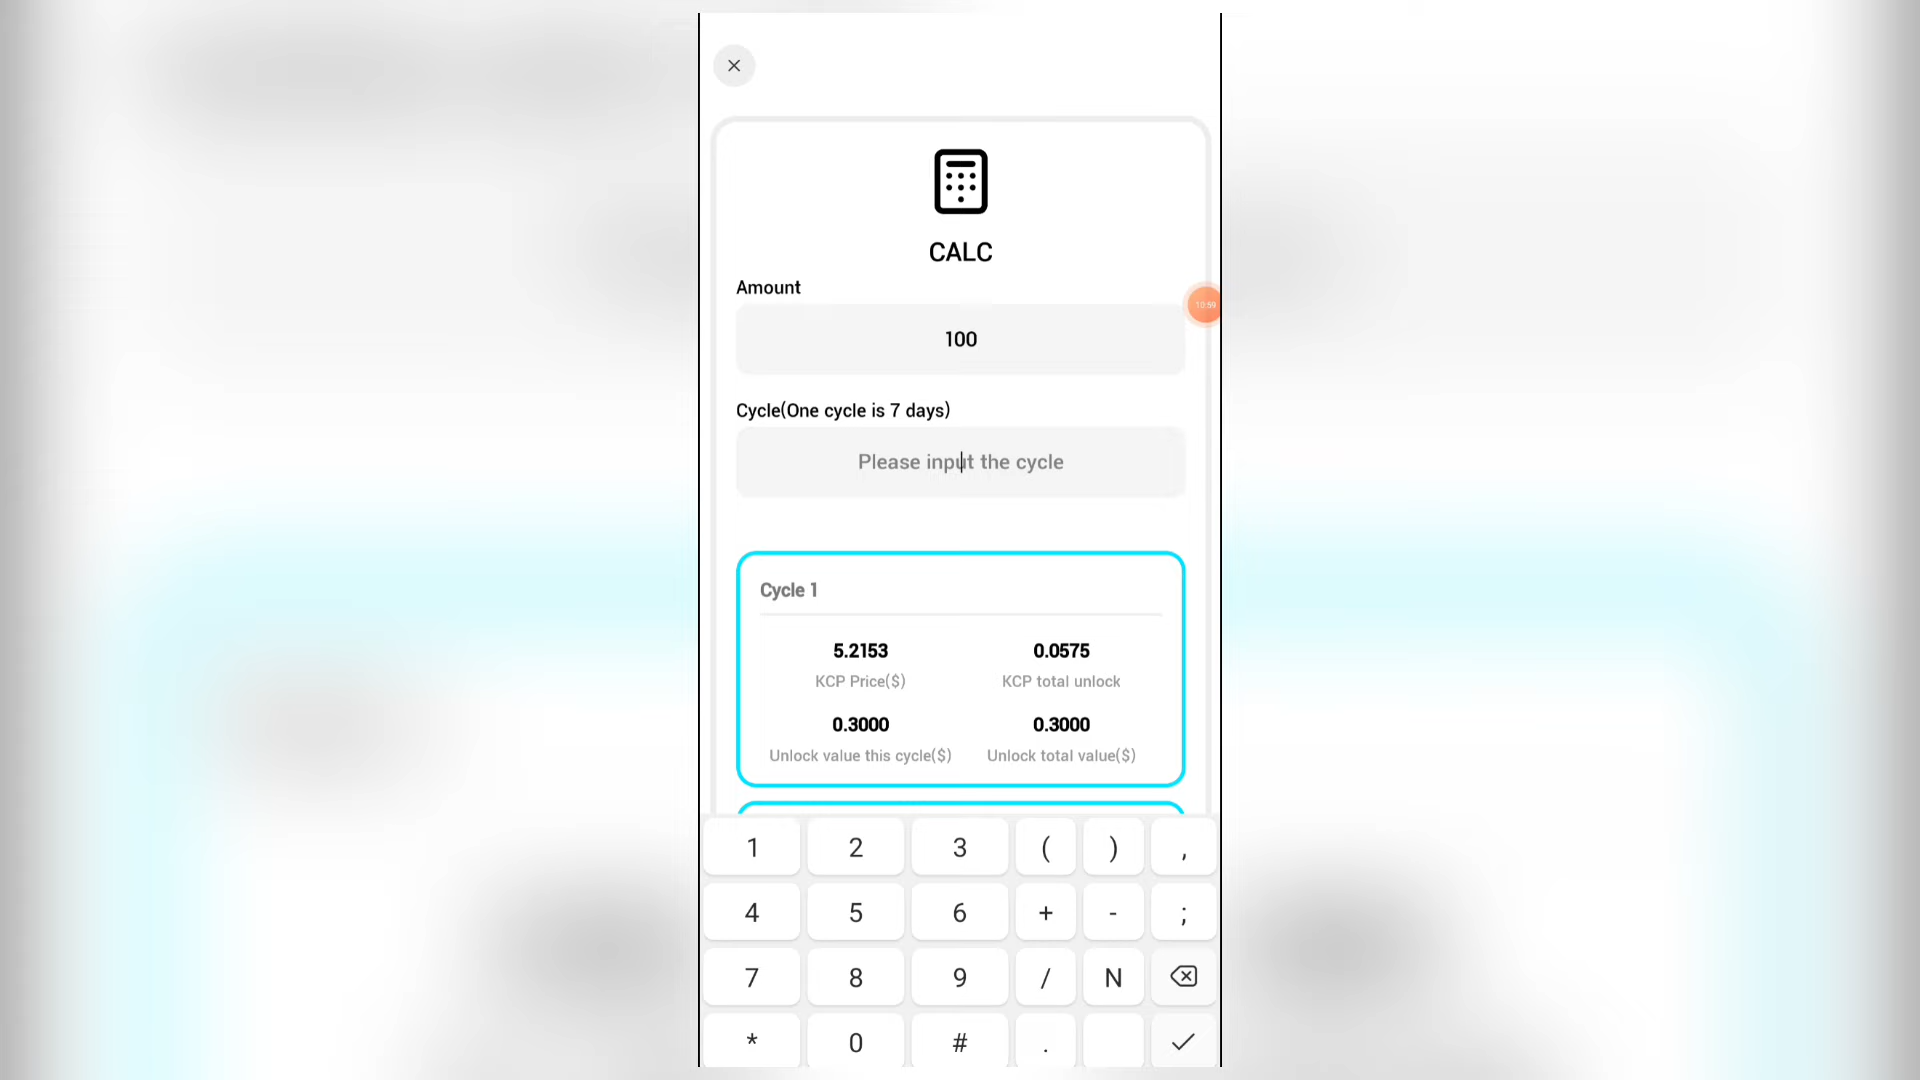 CALC
Amount
100
10:59
Cycle(One cycle is 7 days)
Please input the cycle
Cycle 1
5.2153 0.0575
KCP Price($) KCP total unlock
0.3000 0.3000
Unlock value this cycle($) Unlock total value($)
1 2 3 ( ) ,
4 5 6 + - ;
7 8 9 / N
* 0 # .